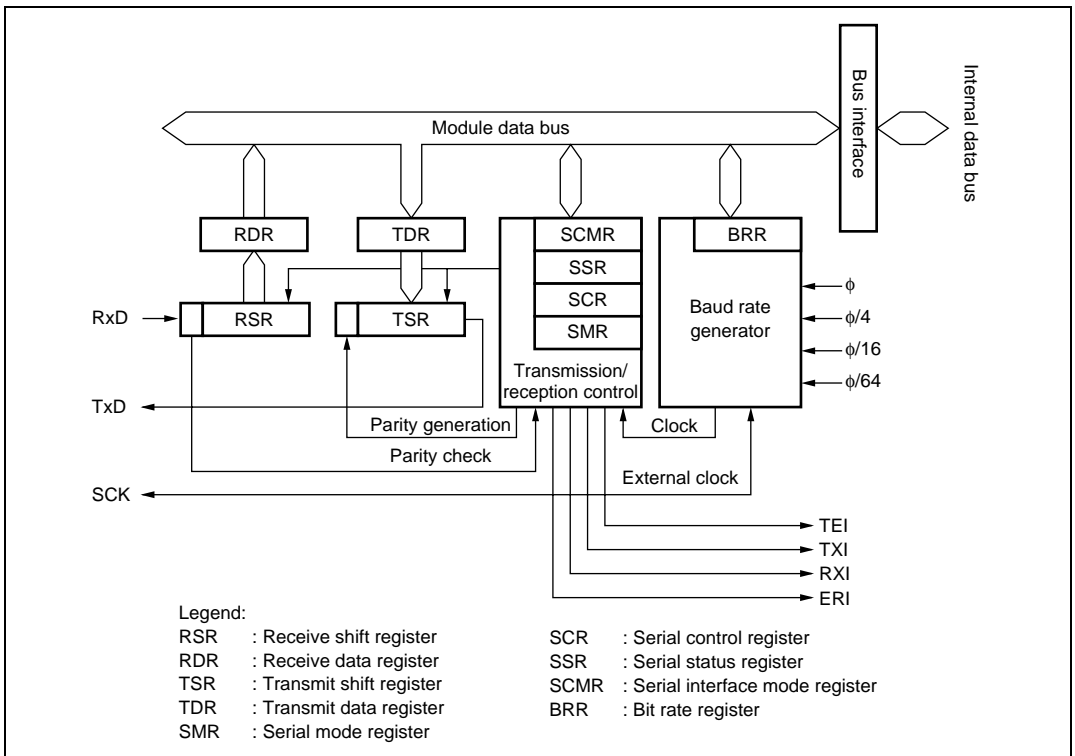 Module data bus
Bus interface
Internal data bus
RDR
TDR
SCMR
BRR
SSR
SCR
SMR
RxD
RSR
TSR
Baud rate
generator
φ
φ/4
φ/16
φ/64
Transmission/
reception control
TxD
Parity generation
Clock
Parity check
External clock
SCK
TEI
TXI
RXI
ERI
Legend:
RSR : Receive shift register
RDR : Receive data register
TSR : Transmit shift register
TDR : Transmit data register
SMR : Serial mode register
SCR : Serial control register
SSR : Serial status register
SCMR : Serial interface mode register
BRR : Bit rate register